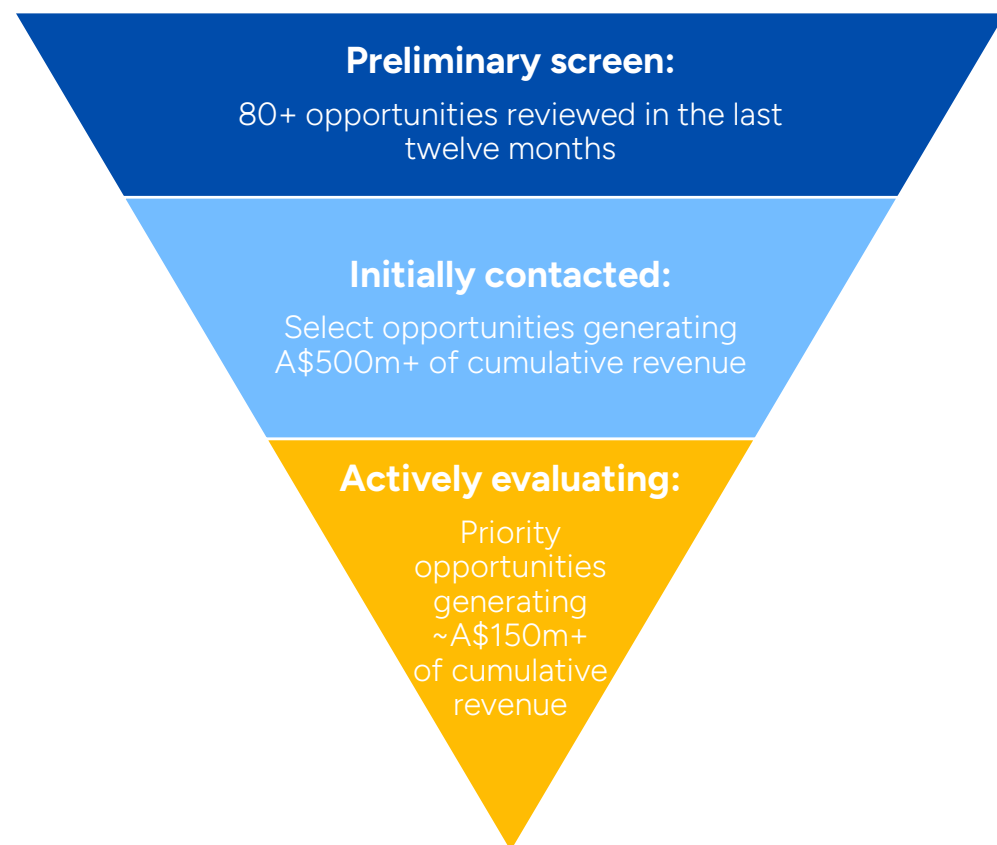 Preliminary screen:
80+ opportunities reviewed in the last
twelve months
Initially contacted:
Select opportunities generating
A$500m+ of cumulative revenue
Actively evaluating:
Priority
opportunities
generating
~A$150m+
of cumulative
revenue